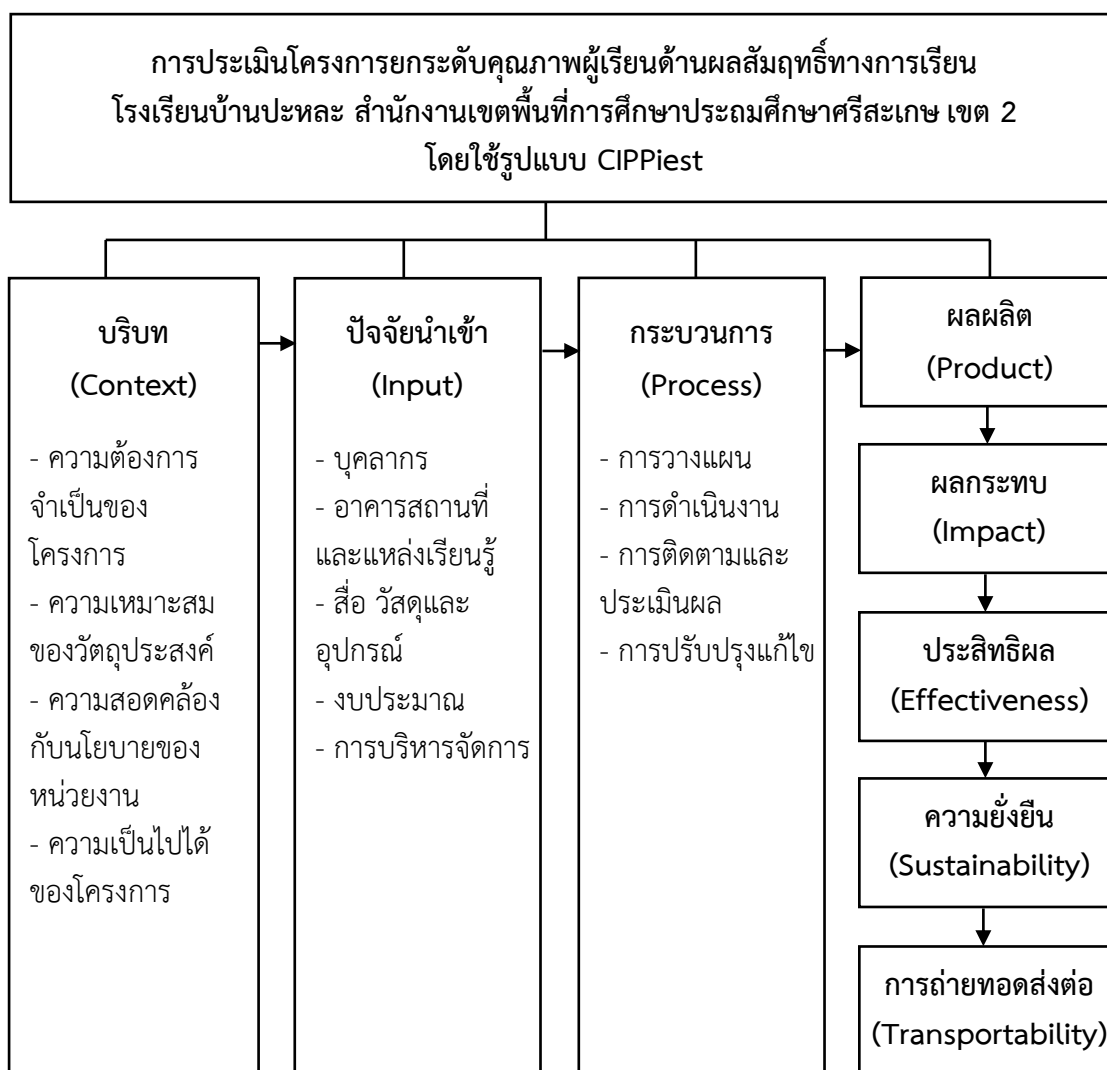 การประเมินโครงการยกระดับคุณภาพผู้เรียนด้านผลสัมฤทธิ์ทางการเรียน
โรงเรียนบ้านปะหละ สำนักงานเขตพื้นที่การศึกษาประถมศึกษาศรีสะเกษ เขต 2
โดยใช้รูปแบบ CIPPiest
บริบท
(Context)
- ความต้องการ
จำเป็นของ
โครงการ
- ความเหมาะสม
ของวัตถุประสงค์
- ความสอดคล้อง
กับนโยบายของ
หน่วยงาน
- ความเป็นไปได้
ของโครงการ
ปัจจัยนำเข้า
(Input)
- บุคลากร
- อาคารสถานที่
และแหล่งเรียนรู้
- สื่อ วัสดุและ
อุปกรณ์
- งบประมาณ
- การบริหารจัดการ
กระบวนการ
(Process)
- การวางแผน
- การดำเนินงาน
- การติดตามและ
ประเมินผล
- การปรับปรุงแก้ไข
ผลผลิต
(Product)
ผลกระทบ
(Impact)
ประสิทธิผล
(Effectiveness)
ความยั่งยืน
(Sustainability)
การถ่ายทอดส่งต่อ
(Transportability)